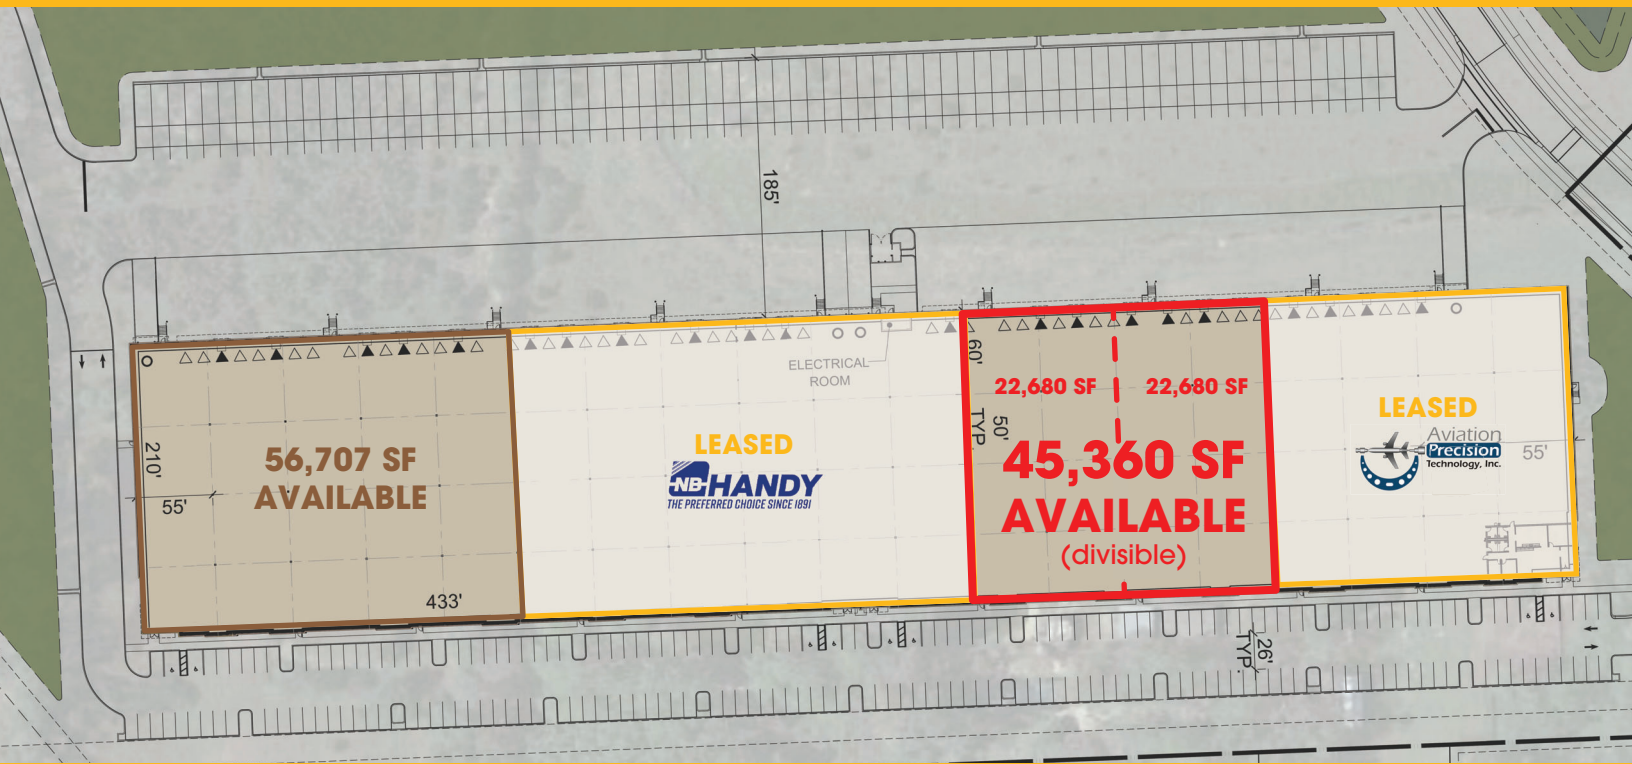 185'
ELECTRICAL
ROOM
60'
TYP.
50'
22,680 SF
22,680 SF
45,360 SF
AVAILABLE
(divisible)
210'
55'
56,707 SF
AVAILABLE
433'
LEASED
NB HANDY
THE PREFERRED CHOICE SINCE 1891
LEASED
Aviation
Precision
Technology, Inc.
55'
26'
TYP.